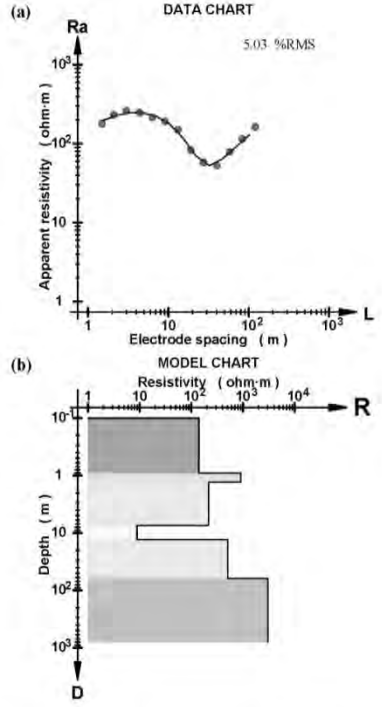 (a)
DATA CHART
Ra
5.03 %RMS
10³
10²
10
1
Apparent resistivity ( ohm·m )
1
10
10²
10³
L
Electrode spacing ( m )
(b)
MODEL CHART
Resistivity ( ohm·m )
1
10
10²
10³
10⁴
R
10⁻
1
10
10²
10³
Depth ( m )
D